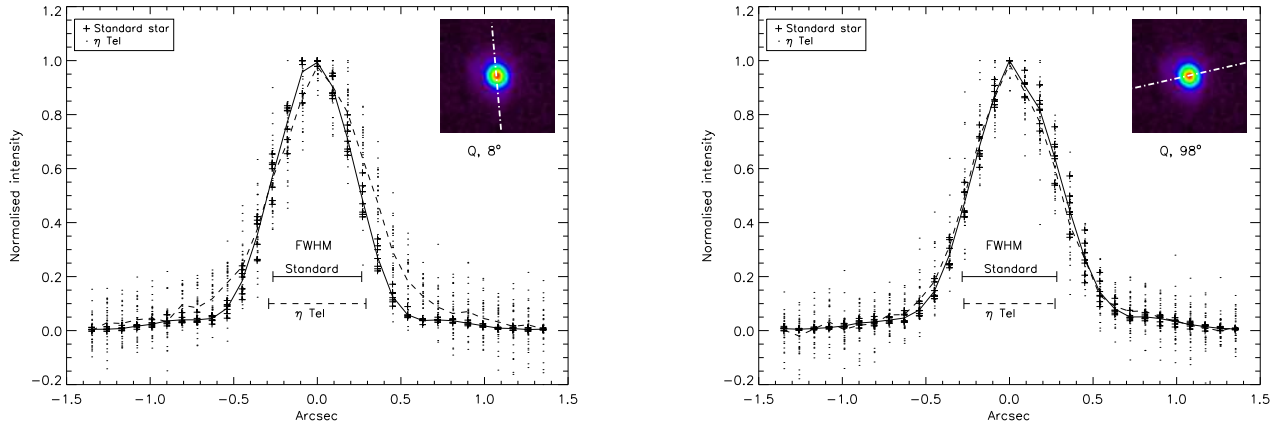 + Standard star
· η Tel
Q, 8°
FWHM
Standard
η Tel
Normalised intensity
1.2
1.0
0.8
0.6
0.4
0.2
0.0
−0.2
−1.5 −1.0 −0.5 0.0 0.5 1.0 1.5
Arcsec
+ Standard star
· η Tel
Q, 98°
FWHM
Standard
η Tel
Normalised intensity
1.2
1.0
0.8
0.6
0.4
0.2
0.0
−0.2
−1.5 −1.0 −0.5 0.0 0.5 1.0 1.5
Arcsec